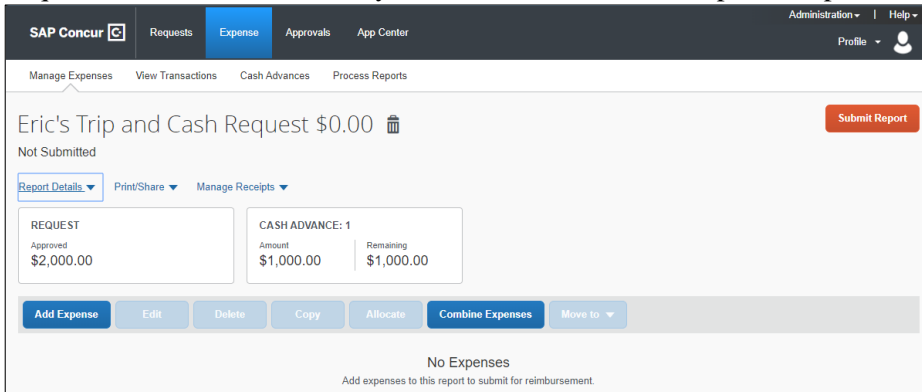 Administration | Help
SAP Concur C Requests Expense Approvals App Center
Profile
Manage Expenses View Transactions Cash Advances Process Reports
Eric's Trip and Cash Request $0.00
Submit Report
Not Submitted
Report Details Print/Share Manage Receipts
REQUEST CASH ADVANCE: 1
Approved Amount Remaining
$2,000.00 $1,000.00 $1,000.00
Add Expense Edit Delete Copy Allocate Combine Expenses Move to
No Expenses
Add expenses to this report to submit for reimbursement.